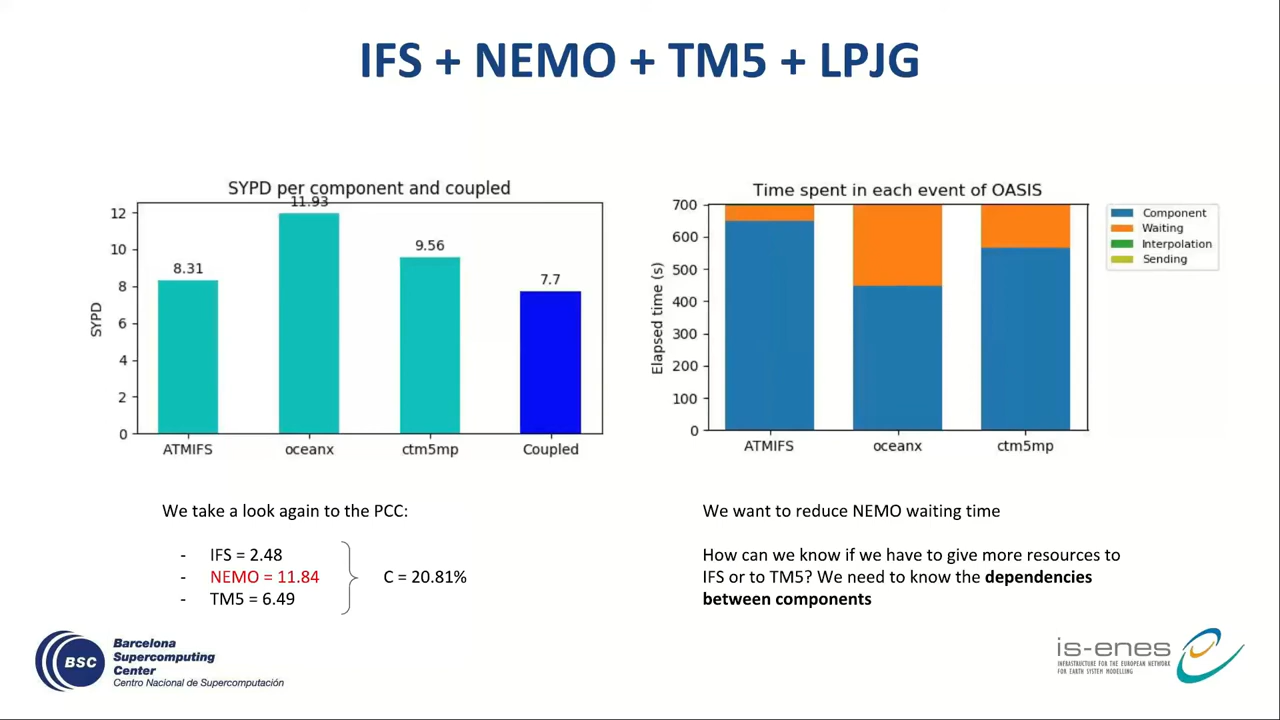 IFS + NEMO + TM5 + LPJG
SYPD per component and coupled
11.93
12
10
8
6
4
2
0
SYPD
8.31
9.56
7.7
ATMIFS
oceanx
ctm5mp
Coupled
Time spent in each event of OASIS
700
600
500
400
300
200
100
0
Elapsed time (s)
ATMIFS
oceanx
ctm5mp
Component
Waiting
Interpolation
Sending
We take a look again to the PCC:
- IFS = 2.48
- NEMO = 11.84
- TM5 = 6.49
C = 20.81%
We want to reduce NEMO waiting time
How can we know if we have to give more resources to
IFS or to TM5? We need to know the dependencies
between components
BSC
Barcelona
Supercomputing
Center
Centro Nacional de Supercomputación
is-enes
INFRASTRUCTURE FOR THE EUROPEAN NETWORK
FOR EARTH SYSTEM MODELLING